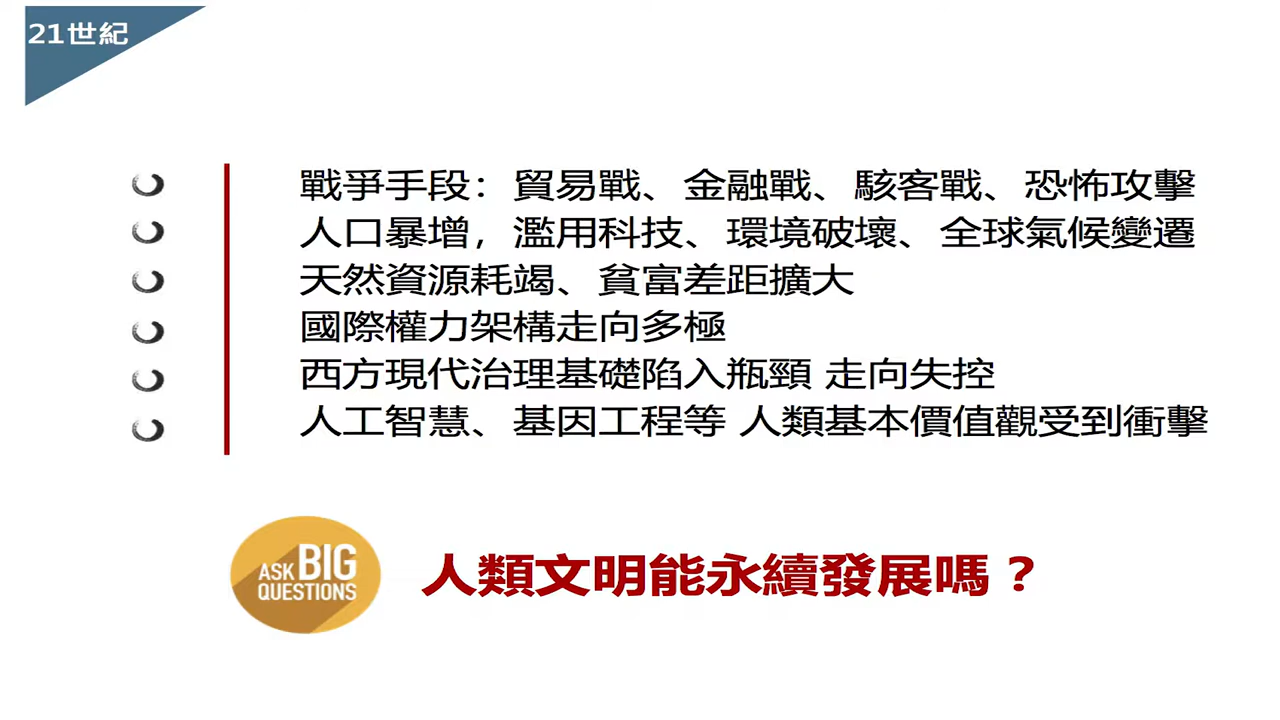 21世紀
戰爭手段：貿易戰、金融戰、駭客戰、恐怖攻擊
人口暴增，濫用科技、環境破壞、全球氣候變遷
天然資源耗竭、貧富差距擴大
國際權力架構走向多極
西方現代治理基礎陷入瓶頸 走向失控
人工智慧、基因工程等 人類基本價值觀受到衝擊
ASK BIG
QUESTIONS
人類文明能永續發展嗎？